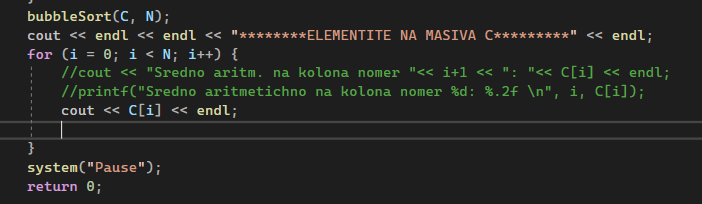 bubbleSort(C, N);
cout << endl << endl << "********ELEMENTITE NA MASIVA C*********" << endl;
for (i = 0; i < N; i++) {
//cout << "Sredno aritm. na kolona nomer "<< i+1 << ": "<< C[i] << endl;
//printf("Sredno aritmetichno na kolona nomer %d: %.2f \n", i, C[i]);
cout << C[i] << endl;
}
system("Pause");
return 0;